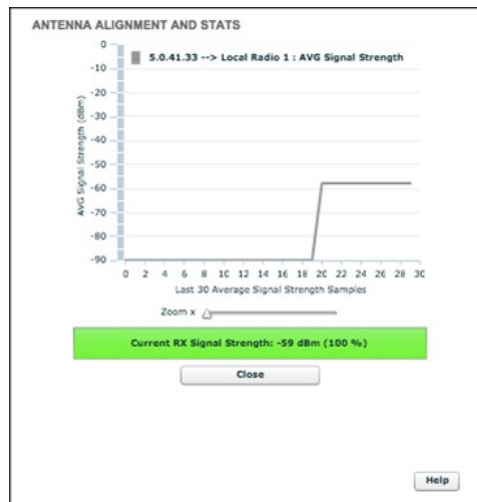 ANTENNA ALIGNMENT AND STATS
5.0.41.33 --> Local Radio 1 : AVG Signal Strength
AVG Signal Strength (dBm)
0
-10
-20
-30
-40
-50
-60
-70
-80
-90
0 2 4 6 8 10 12 14 16 18 20 22 24 26 28 30
Last 30 Average Signal Strength Samples
Zoom x
Current RX Signal Strength: -59 dBm (100 %)
Close
Help